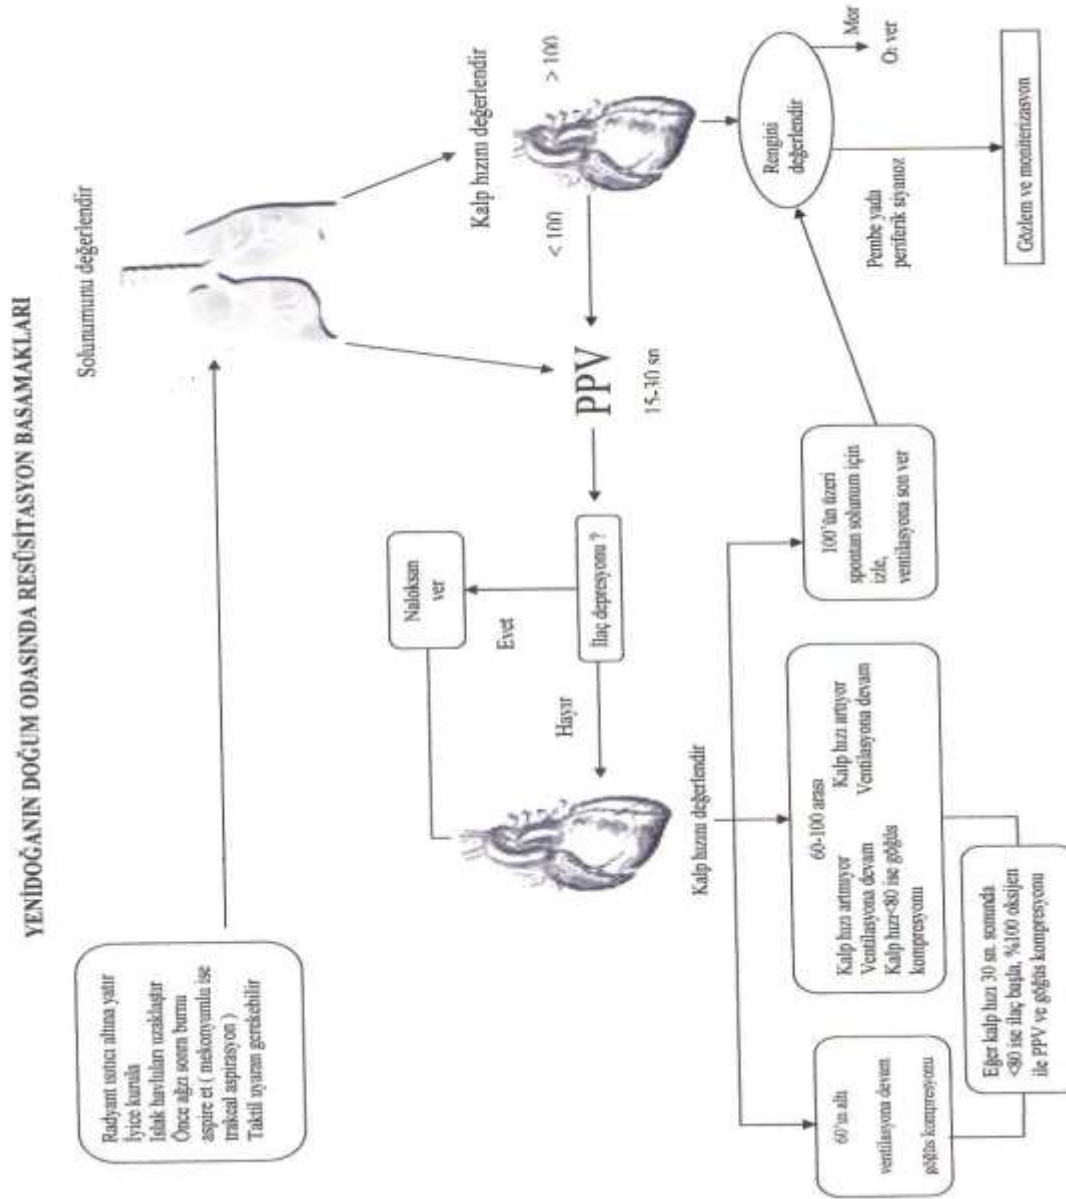 YENİDOĞANIN DOĞUM ODASINDA RESÜSİTASYON BASAMAKLARI
Radyant ısıtıcı altına yatır
İyice kurula
Islak havluları uzaklaştır
Önce ağzı sonra burnu
aspire et ( mekonyumlu ise
trakeal aspirasyon )
Taktil uyaran gerekebilir
Solunumunu değerlendir
Kalp hızını değerlendir
< 100
> 100
PPV
15-30 sn
Naloksan
ver
Evet
İlaç depresyonu ?
Hayır
Kalp hızını değerlendir
Rengini
değerlendir
Mor
O₂ ver
Pembe yada
periferik siyanoz
Gözlem ve moniterizasyon
60'ın altı
ventilasyona devam
göğüs kompresyonu
60-100 arası
Kalp hızı artmıyor
Ventilasyona devam
Kalp hızı<80 ise göğüs
kompresyonu
Kalp hızı artıyor
Ventilasyona devam
100'ün üzeri
spontan solunum için
izle,
ventilasyona son ver
Eğer kalp hızı 30 sn. sonunda
<80 ise ilaç başla, %100 oksijen
ile PPV ve göğüs kompresyonu